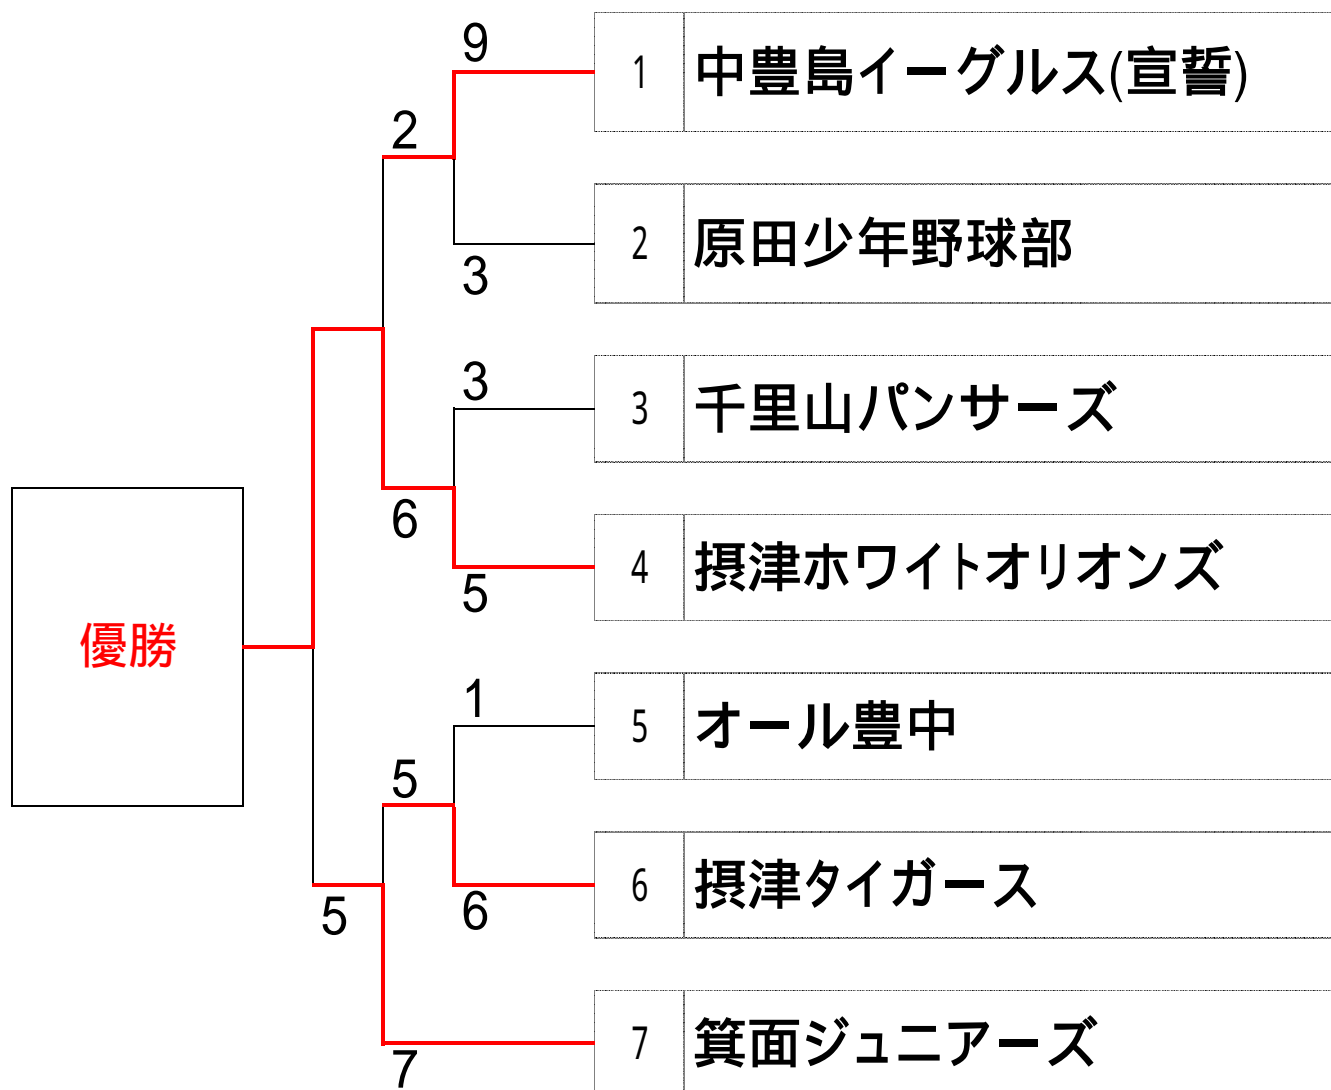 9
1 中豊島イーグルス(宣誓)
2
2 原田少年野球部
3
3
3 千里山パンサーズ
6
4 摂津ホワイトオリオンズ
5
優勝
1
5 オール豊中
5
6 摂津タイガース
6
5
7 箕面ジュニアーズ
7